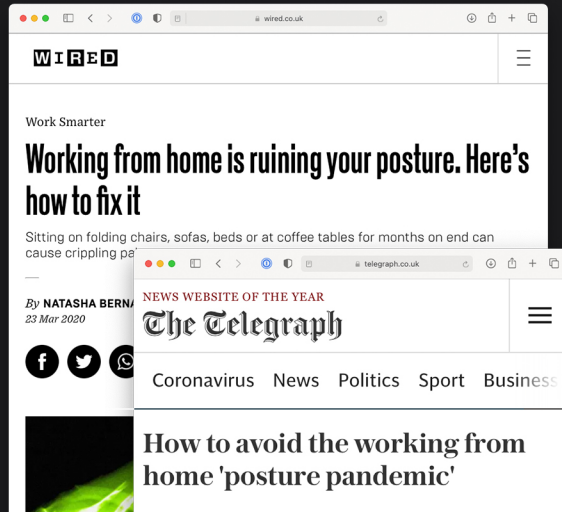 wired.co.uk
WIRED
Work Smarter
Working from home is ruining your posture. Here's
how to fix it
Sitting on folding chairs, sofas, beds or at coffee tables for months on end can
cause crippling
By NATASHA
23 Mar 2020
telegraph.co.uk
NEWS WEBSITE OF THE YEAR
The Telegraph
Coronavirus News Politics Sport Business
How to avoid the working from
home 'posture pandemic'